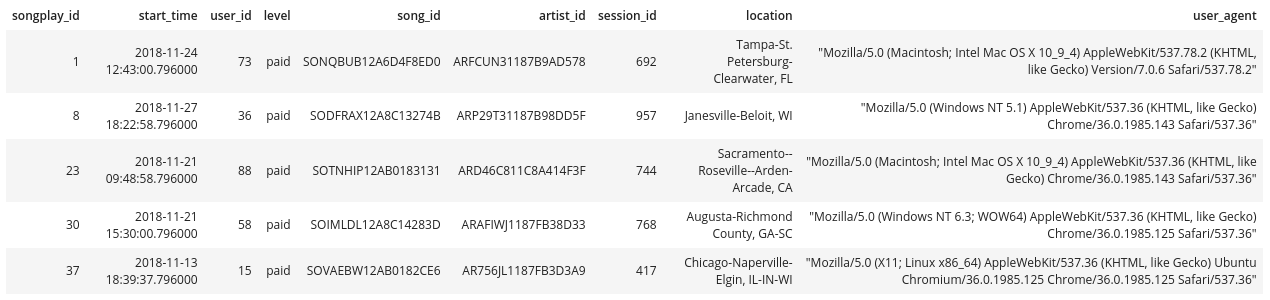 songplay_id start_time user_id level song_id artist_id session_id location user_agent
1 2018-11-24 12:43:00.796000 73 paid SONQBUB12A6D4F8ED0 ARFCUN31187B9AD578 692 Tampa-St. Petersburg-Clearwater, FL "Mozilla/5.0 (Macintosh; Intel Mac OS X 10_9_4) AppleWebKit/537.78.2 (KHTML, like Gecko) Version/7.0.6 Safari/537.78.2"
8 2018-11-27 18:22:58.796000 36 paid SODFRAX12A8C13274B ARP29T31187B98DD5F 957 Janesville-Beloit, WI "Mozilla/5.0 (Windows NT 5.1) AppleWebKit/537.36 (KHTML, like Gecko) Chrome/36.0.1985.143 Safari/537.36"
23 2018-11-21 09:48:58.796000 88 paid SOTNHIP12AB0183131 ARD46C811C8A414F3F 744 Sacramento--Roseville--Arden-Arcade, CA "Mozilla/5.0 (Macintosh; Intel Mac OS X 10_9_4) AppleWebKit/537.36 (KHTML, like Gecko) Chrome/36.0.1985.143 Safari/537.36"
30 2018-11-21 15:30:00.796000 58 paid SOIMLDL12A8C14283D ARAFIWJ1187FB38D33 768 Augusta-Richmond County, GA-SC "Mozilla/5.0 (Windows NT 6.3; WOW64) AppleWebKit/537.36 (KHTML, like Gecko) Chrome/36.0.1985.125 Safari/537.36"
37 2018-11-13 18:39:37.796000 15 paid SOVAEBW12AB0182CE6 AR756JL1187FB3D3A9 417 Chicago-Naperville-Elgin, IL-IN-WI "Mozilla/5.0 (X11; Linux x86_64) AppleWebKit/537.36 (KHTML, like Gecko) Ubuntu Chromium/36.0.1985.125 Chrome/36.0.1985.125 Safari/537.36"